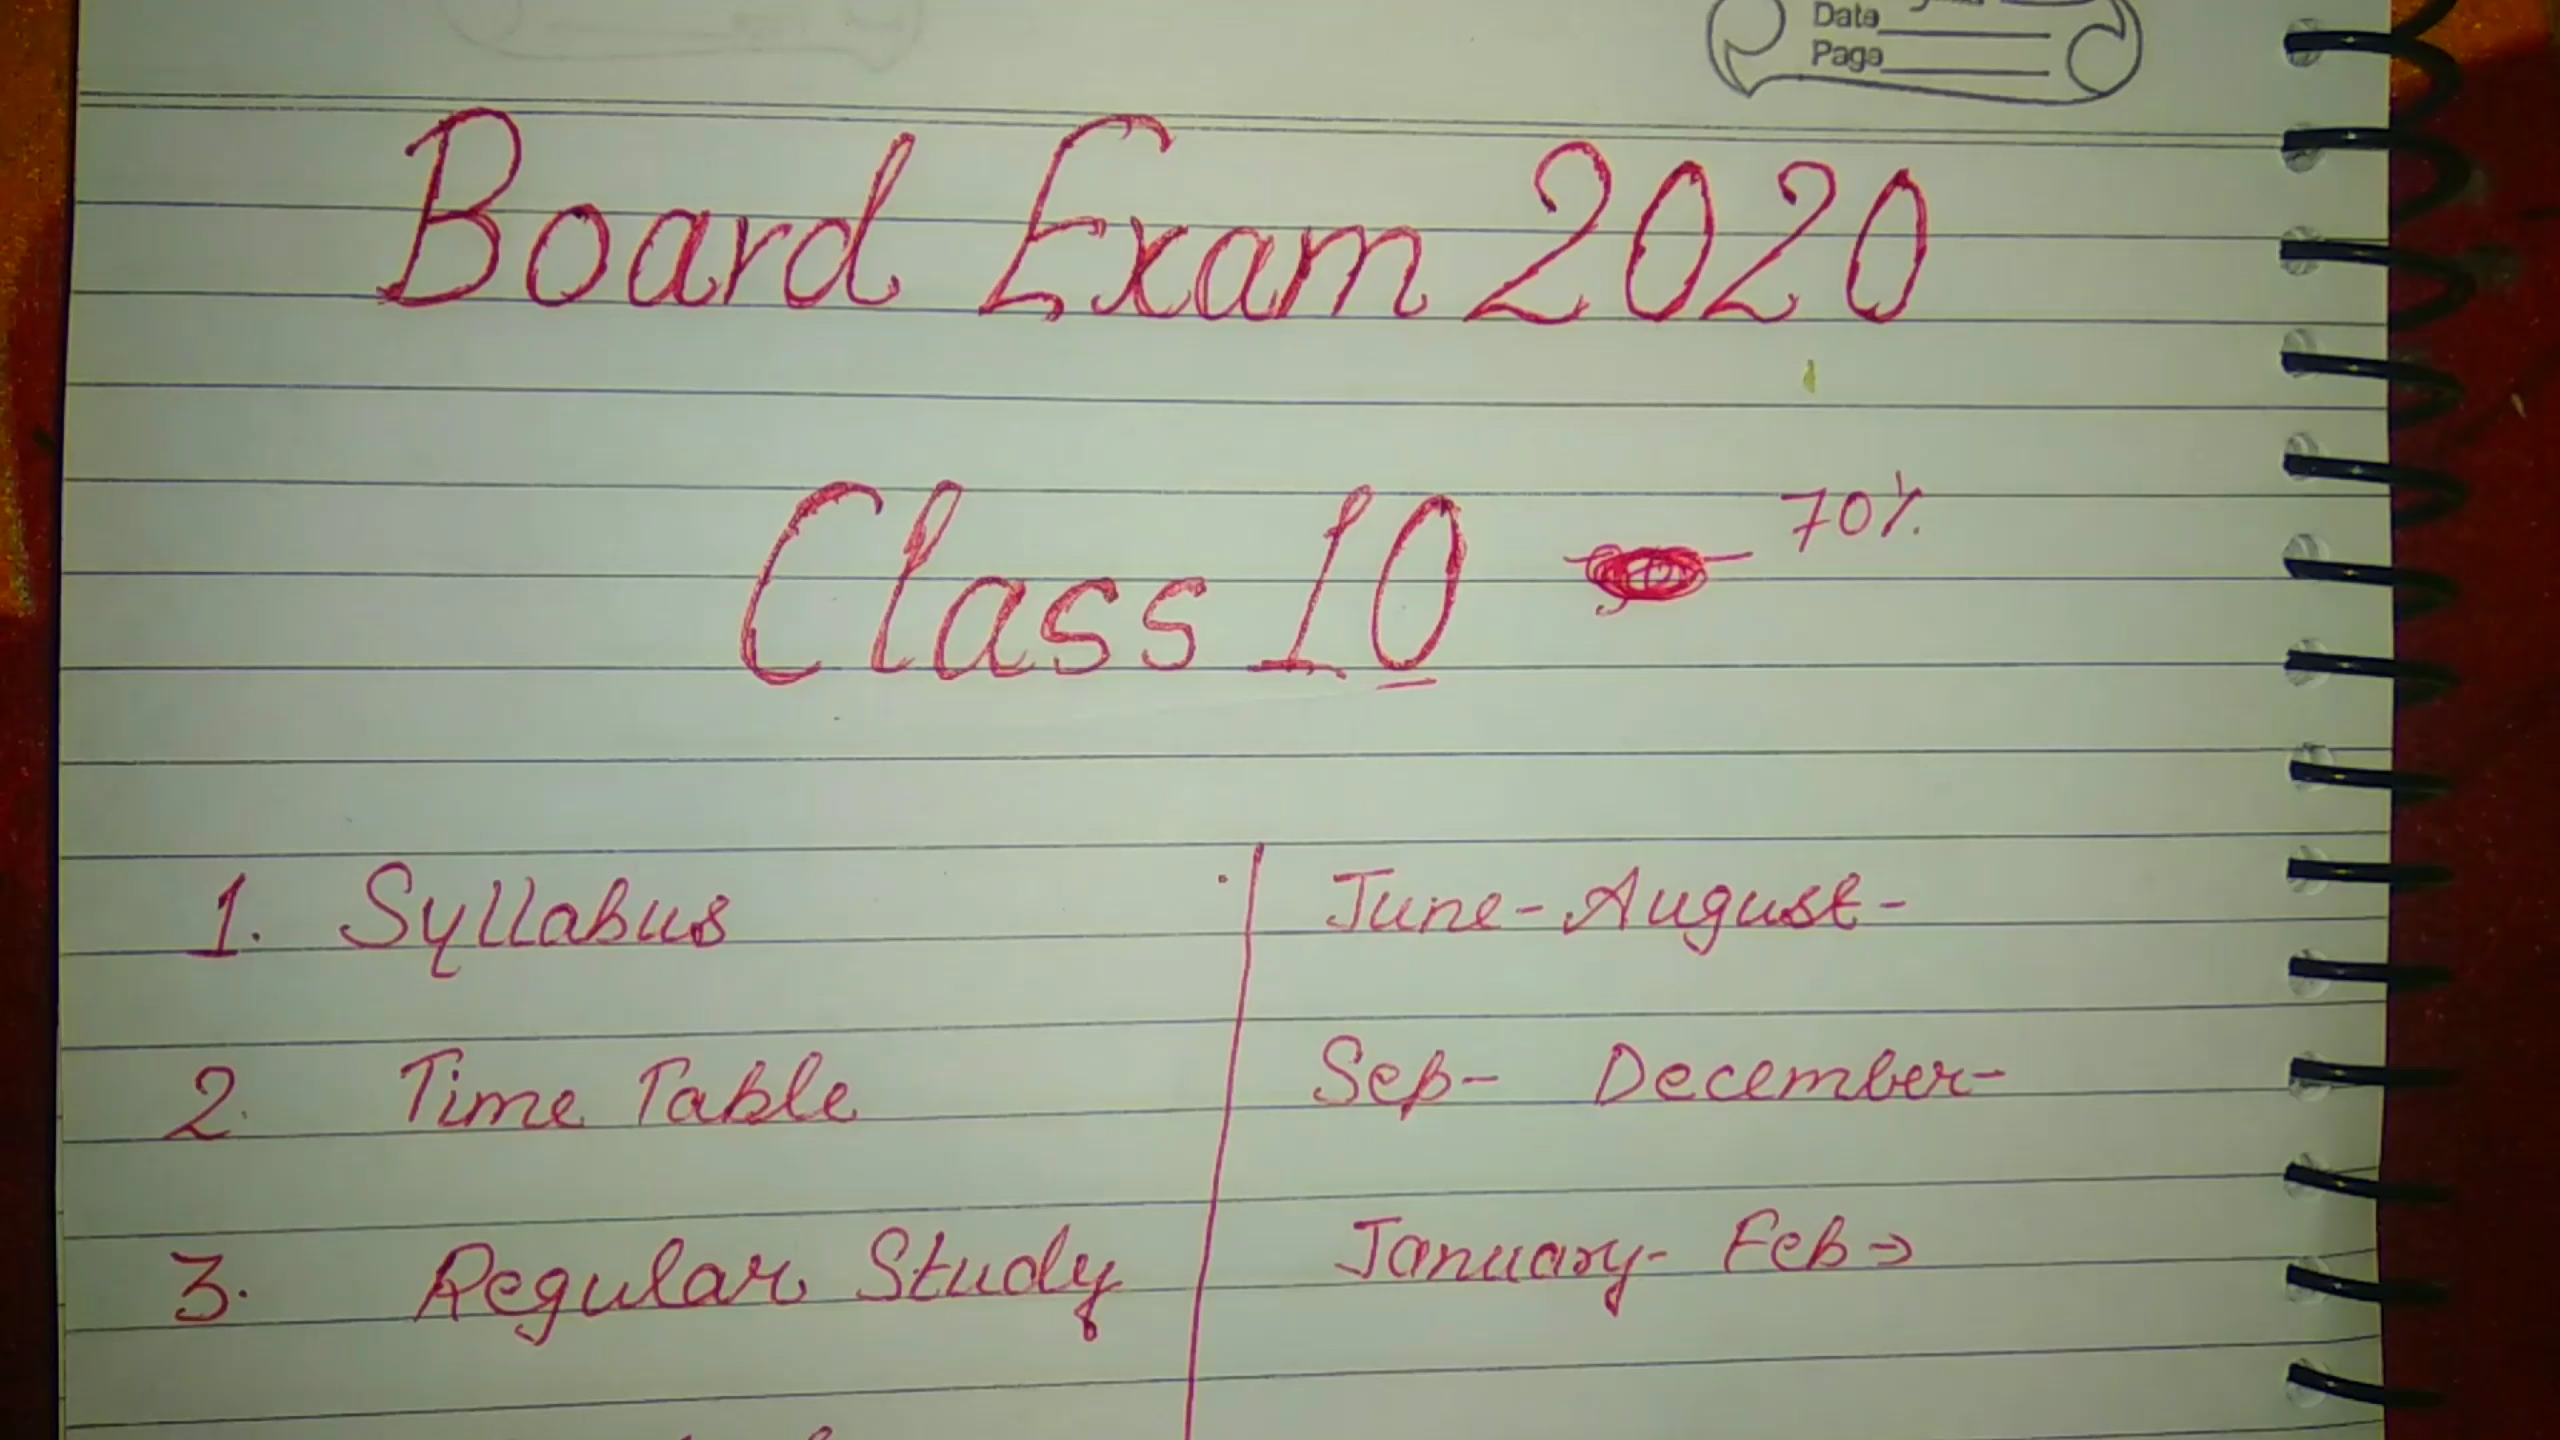 Date
Page
Board Exam 2020
Class 10 70%
1. Syllabus
2. Time Table
3. Regular Study
June - August -
Sep - December -
January - Feb →